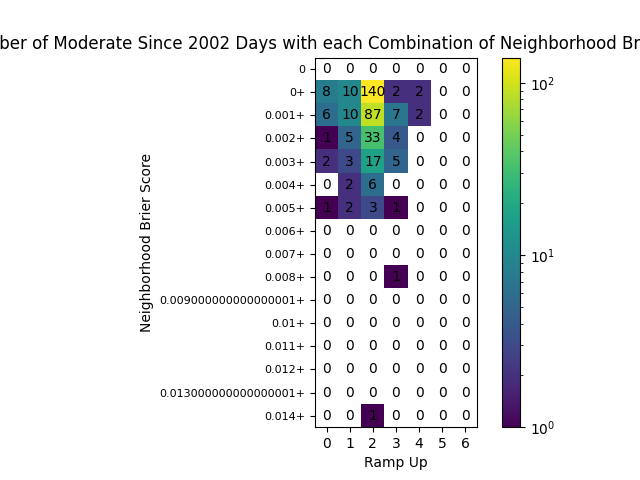 ber of Moderate Since 2002 Days with each Combination of Neighborhood Br
0 0 0 0 0 0 0 0
0+ 8 10 140 2 2 0 0
0.001+ 6 10 87 7 2 0 0
0.002+ 1 5 33 4 0 0 0
0.003+ 2 3 17 5 0 0 0
0.004+ 0 2 6 0 0 0 0
0.005+ 1 2 3 1 0 0 0
0.006+ 0 0 0 0 0 0 0
0.007+ 0 0 0 0 0 0 0
0.008+ 0 0 0 1 0 0 0
0.009000000000000001+ 0 0 0 0 0 0 0
0.01+ 0 0 0 0 0 0 0
0.011+ 0 0 0 0 0 0 0
0.012+ 0 0 0 0 0 0 0
0.013000000000000001+ 0 0 0 0 0 0 0
0.014+ 0 0 1 0 0 0 0
0 1 2 3 4 5 6
Ramp Up
Neighborhood Brier Score
10²
10¹
10⁰